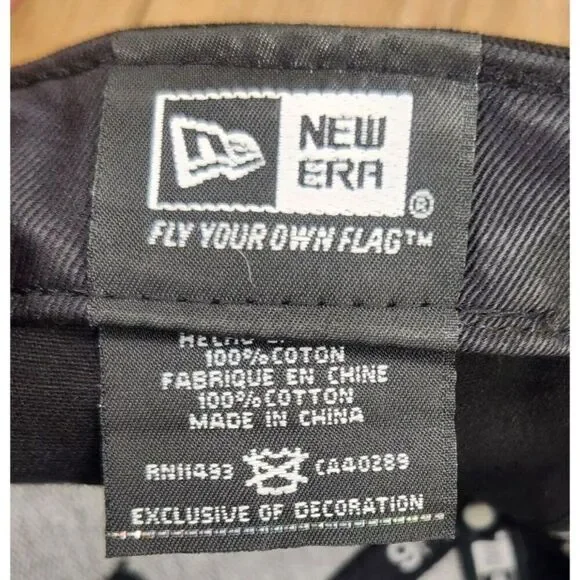 NEW
ERA®
FLY YOUR OWN FLAG™
100% COTON
FABRIQUE EN CHINE
100% COTTON
MADE IN CHINA
RN11493 CA40289
EXCLUSIVE OF DECORATION